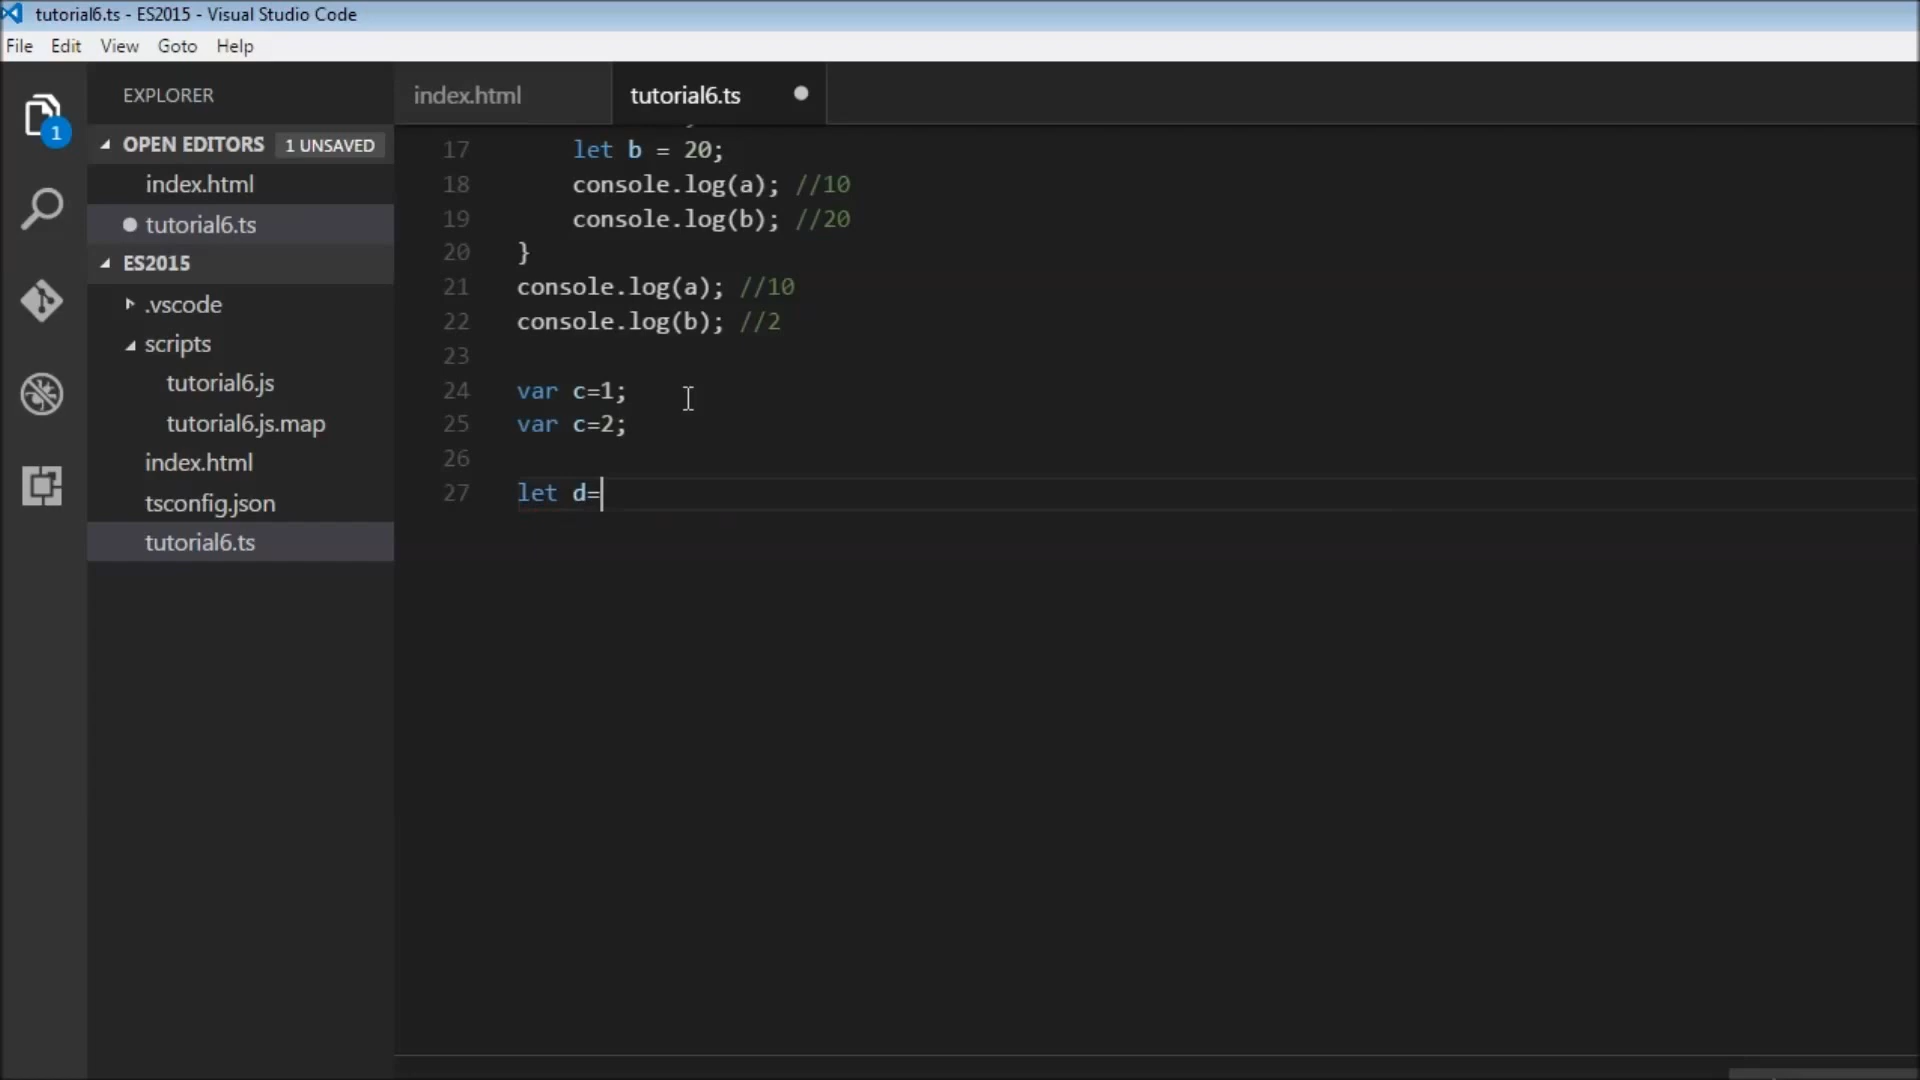 tutorial6.ts - ES2015 - Visual Studio Code
File Edit View Goto Help
EXPLORER
OPEN EDITORS 1 UNSAVED
index.html
tutorial6.ts
ES2015
.vscode
scripts
tutorial6.js
tutorial6.js.map
index.html
tsconfig.json
tutorial6.ts
1
index.html tutorial6.ts
17 let b = 20;
18 console.log(a); //10
19 console.log(b); //20
20 }
21 console.log(a); //10
22 console.log(b); //2
23
24 var c=1;
25 var c=2;
26
27 let d=